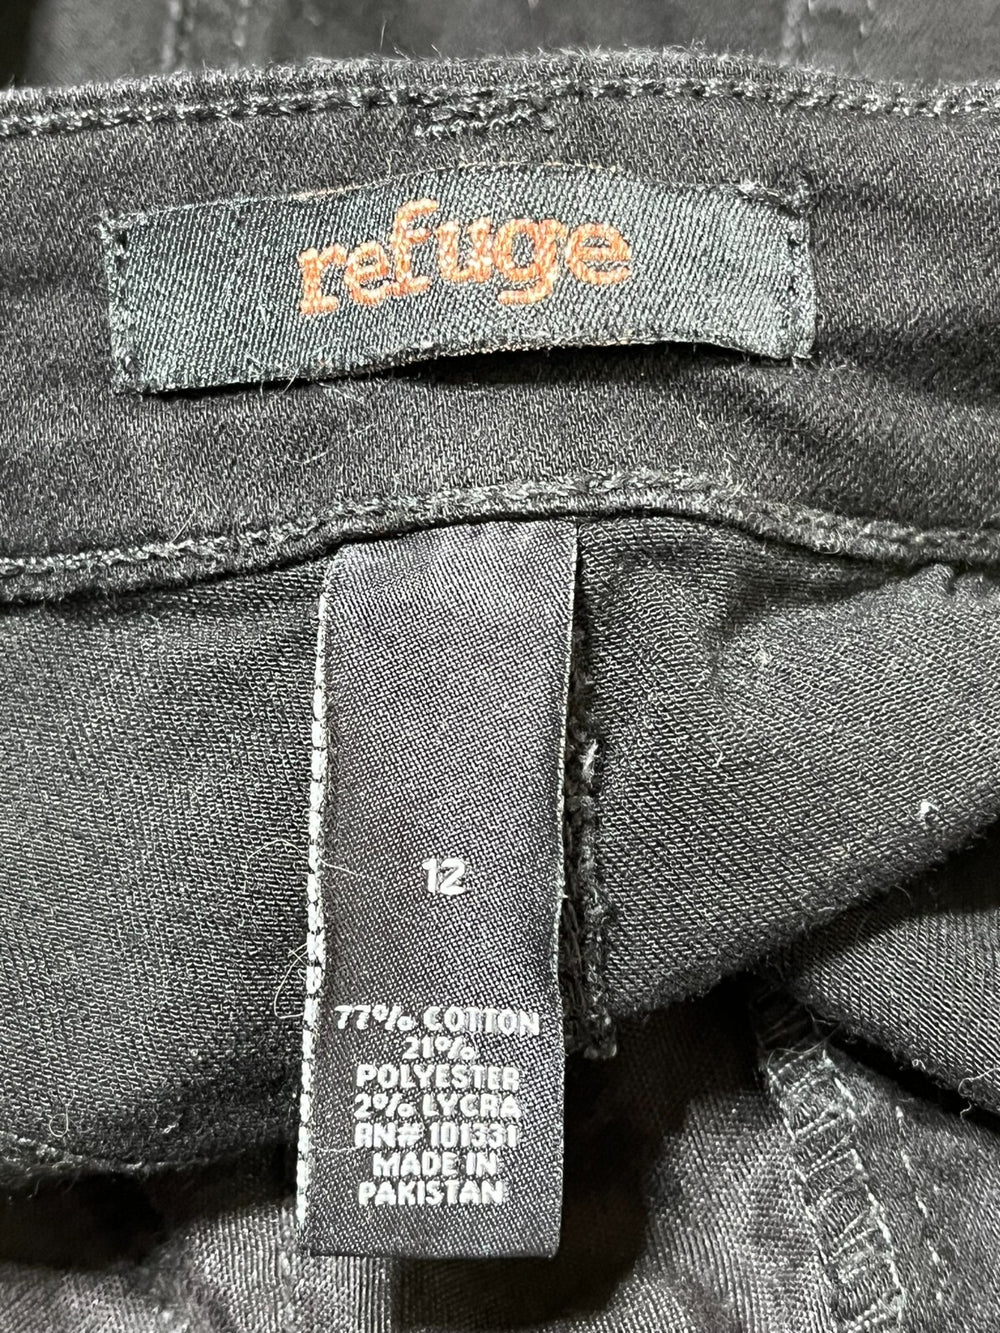 refuge
12
77% COTTON
21%
POLYESTER
2% LYCRA
RN# 101331
MADE IN
PAKISTAN